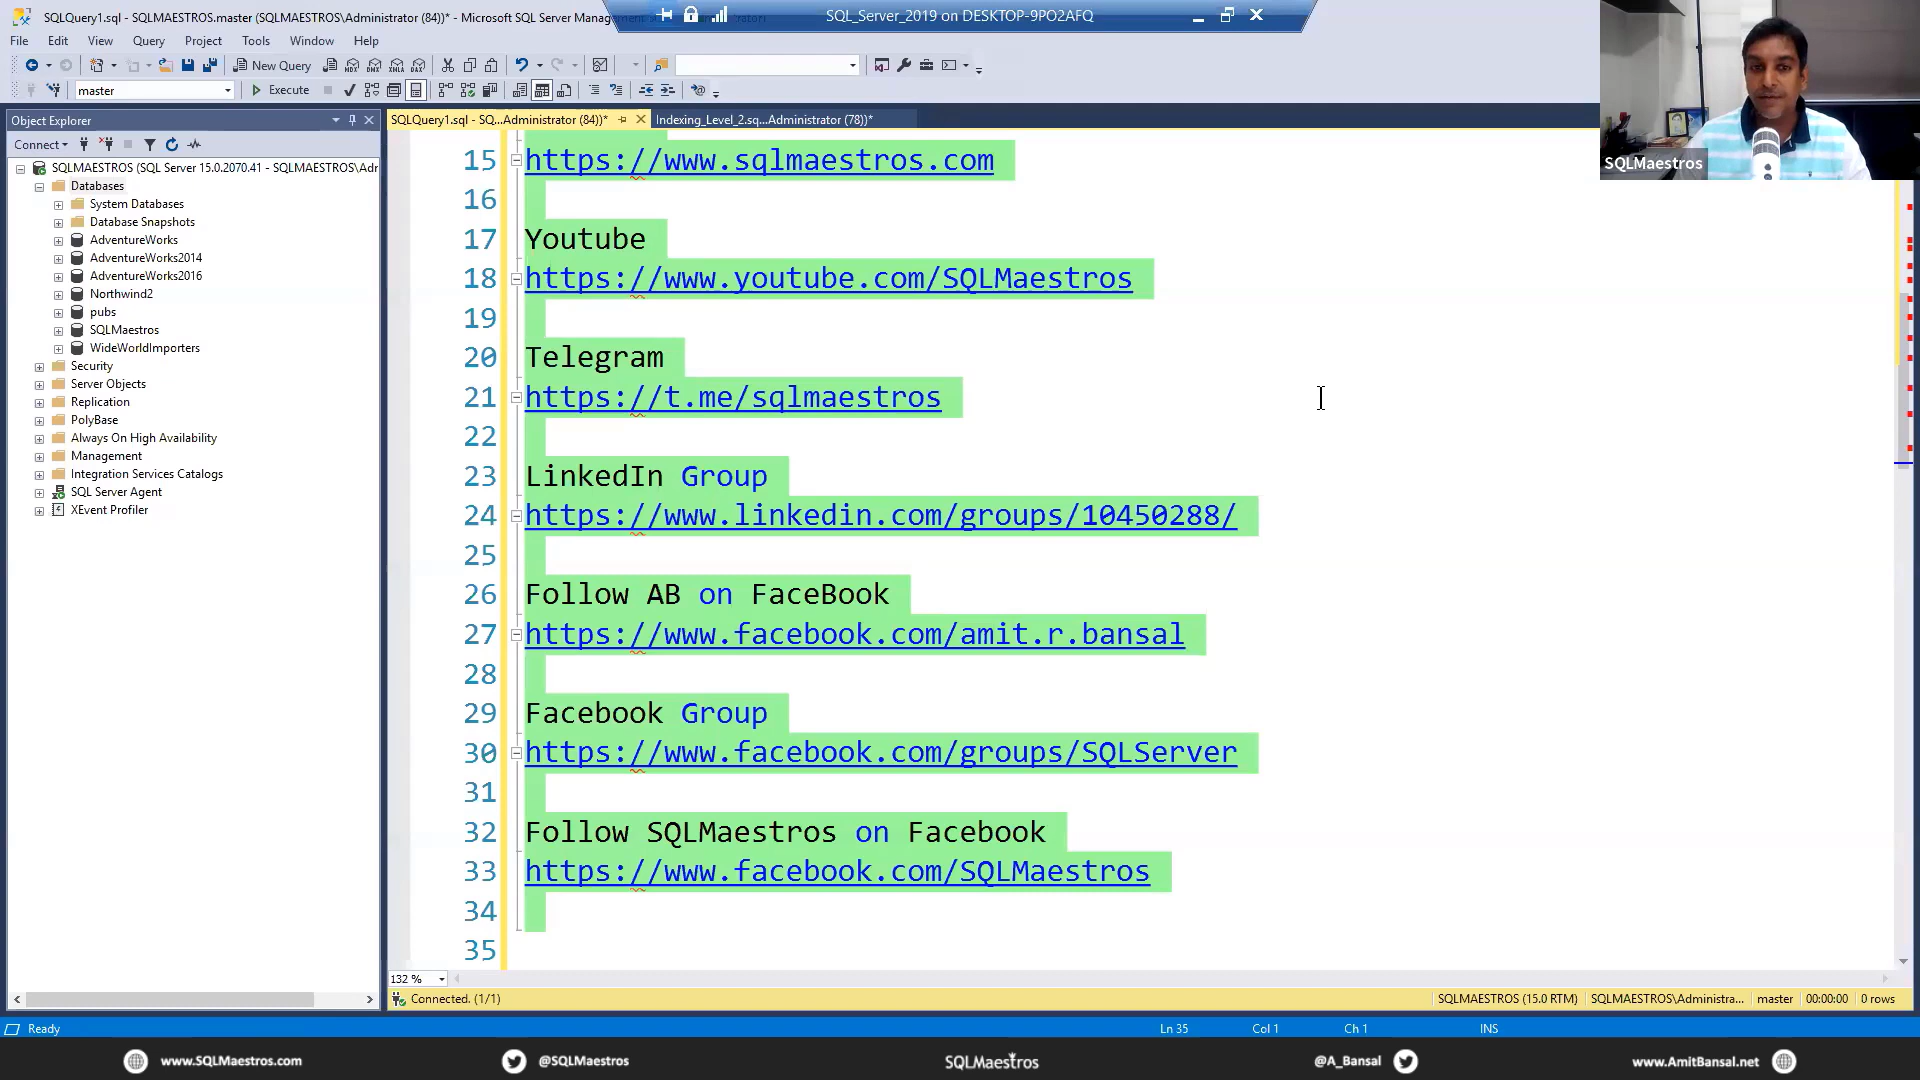 SQLQuery1.sql - SQLMAESTROS.master (SQLMAESTROS\Administrator (84))* - Microsoft SQL Server Managem
SQL_Server_2019 on DESKTOP-9PO2AFQ
File Edit View Query Project Tools Window Help
New Query
MDX DMX XMLA DAX
master
Execute
Object Explorer
SQLQuery1.sql - SQ...Administrator (84))*
Indexing_Level_2.sq...Administrator (78))*
Connect
SQLMAESTROS (SQL Server 15.0.2070.41 - SQLMAESTROS\Adr
Databases
System Databases
Database Snapshots
AdventureWorks
AdventureWorks2014
AdventureWorks2016
Northwind2
pubs
SQLMaestros
WideWorldImporters
Security
Server Objects
Replication
PolyBase
Always On High Availability
Management
Integration Services Catalogs
SQL Server Agent
XEvent Profiler
15 https://www.sqlmaestros.com
16
17 Youtube
18 https://www.youtube.com/SQLMaestros
19
20 Telegram
21 https://t.me/sqlmaestros
22
23 LinkedIn Group
24 https://www.linkedin.com/groups/10450288/
25
26 Follow AB on FaceBook
27 https://www.facebook.com/amit.r.bansal
28
29 Facebook Group
30 https://www.facebook.com/groups/SQLServer
31
32 Follow SQLMaestros on Facebook
33 https://www.facebook.com/SQLMaestros
34
35
SQLMaestros
132 %
Connected. (1/1)
SQLMAESTROS (15.0 RTM) SQLMAESTROS\Administra... master 00:00:00 0 rows
Ready
Ln 35 Col 1 Ch 1 INS
www.SQLMaestros.com
@SQLMaestros
SQLMaestros
@A_Bansal
www.AmitBansal.net